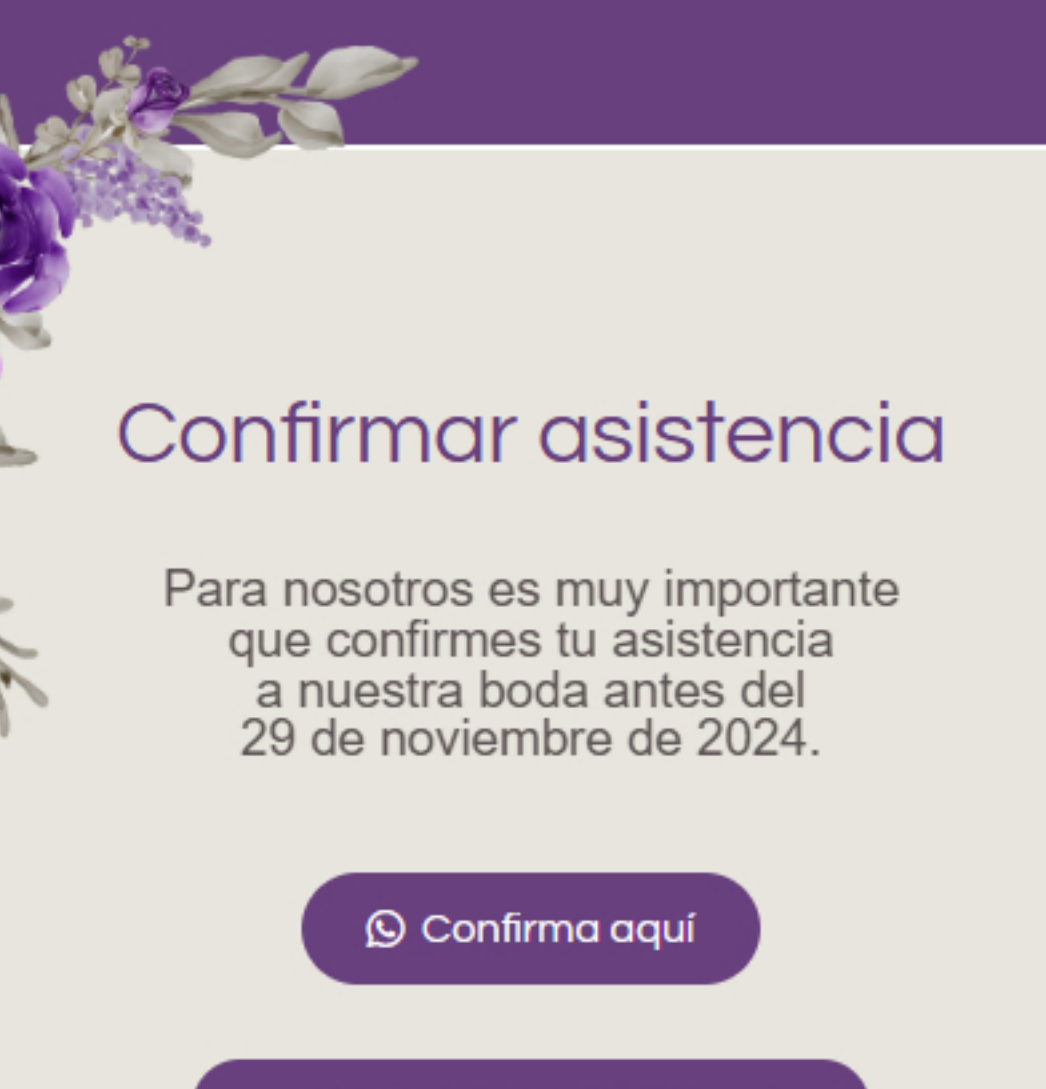 Confirmar asistencia
Para nosotros es muy importante
que confirmes tu asistencia
a nuestra boda antes del
29 de noviembre de 2024.
Confirma aquí